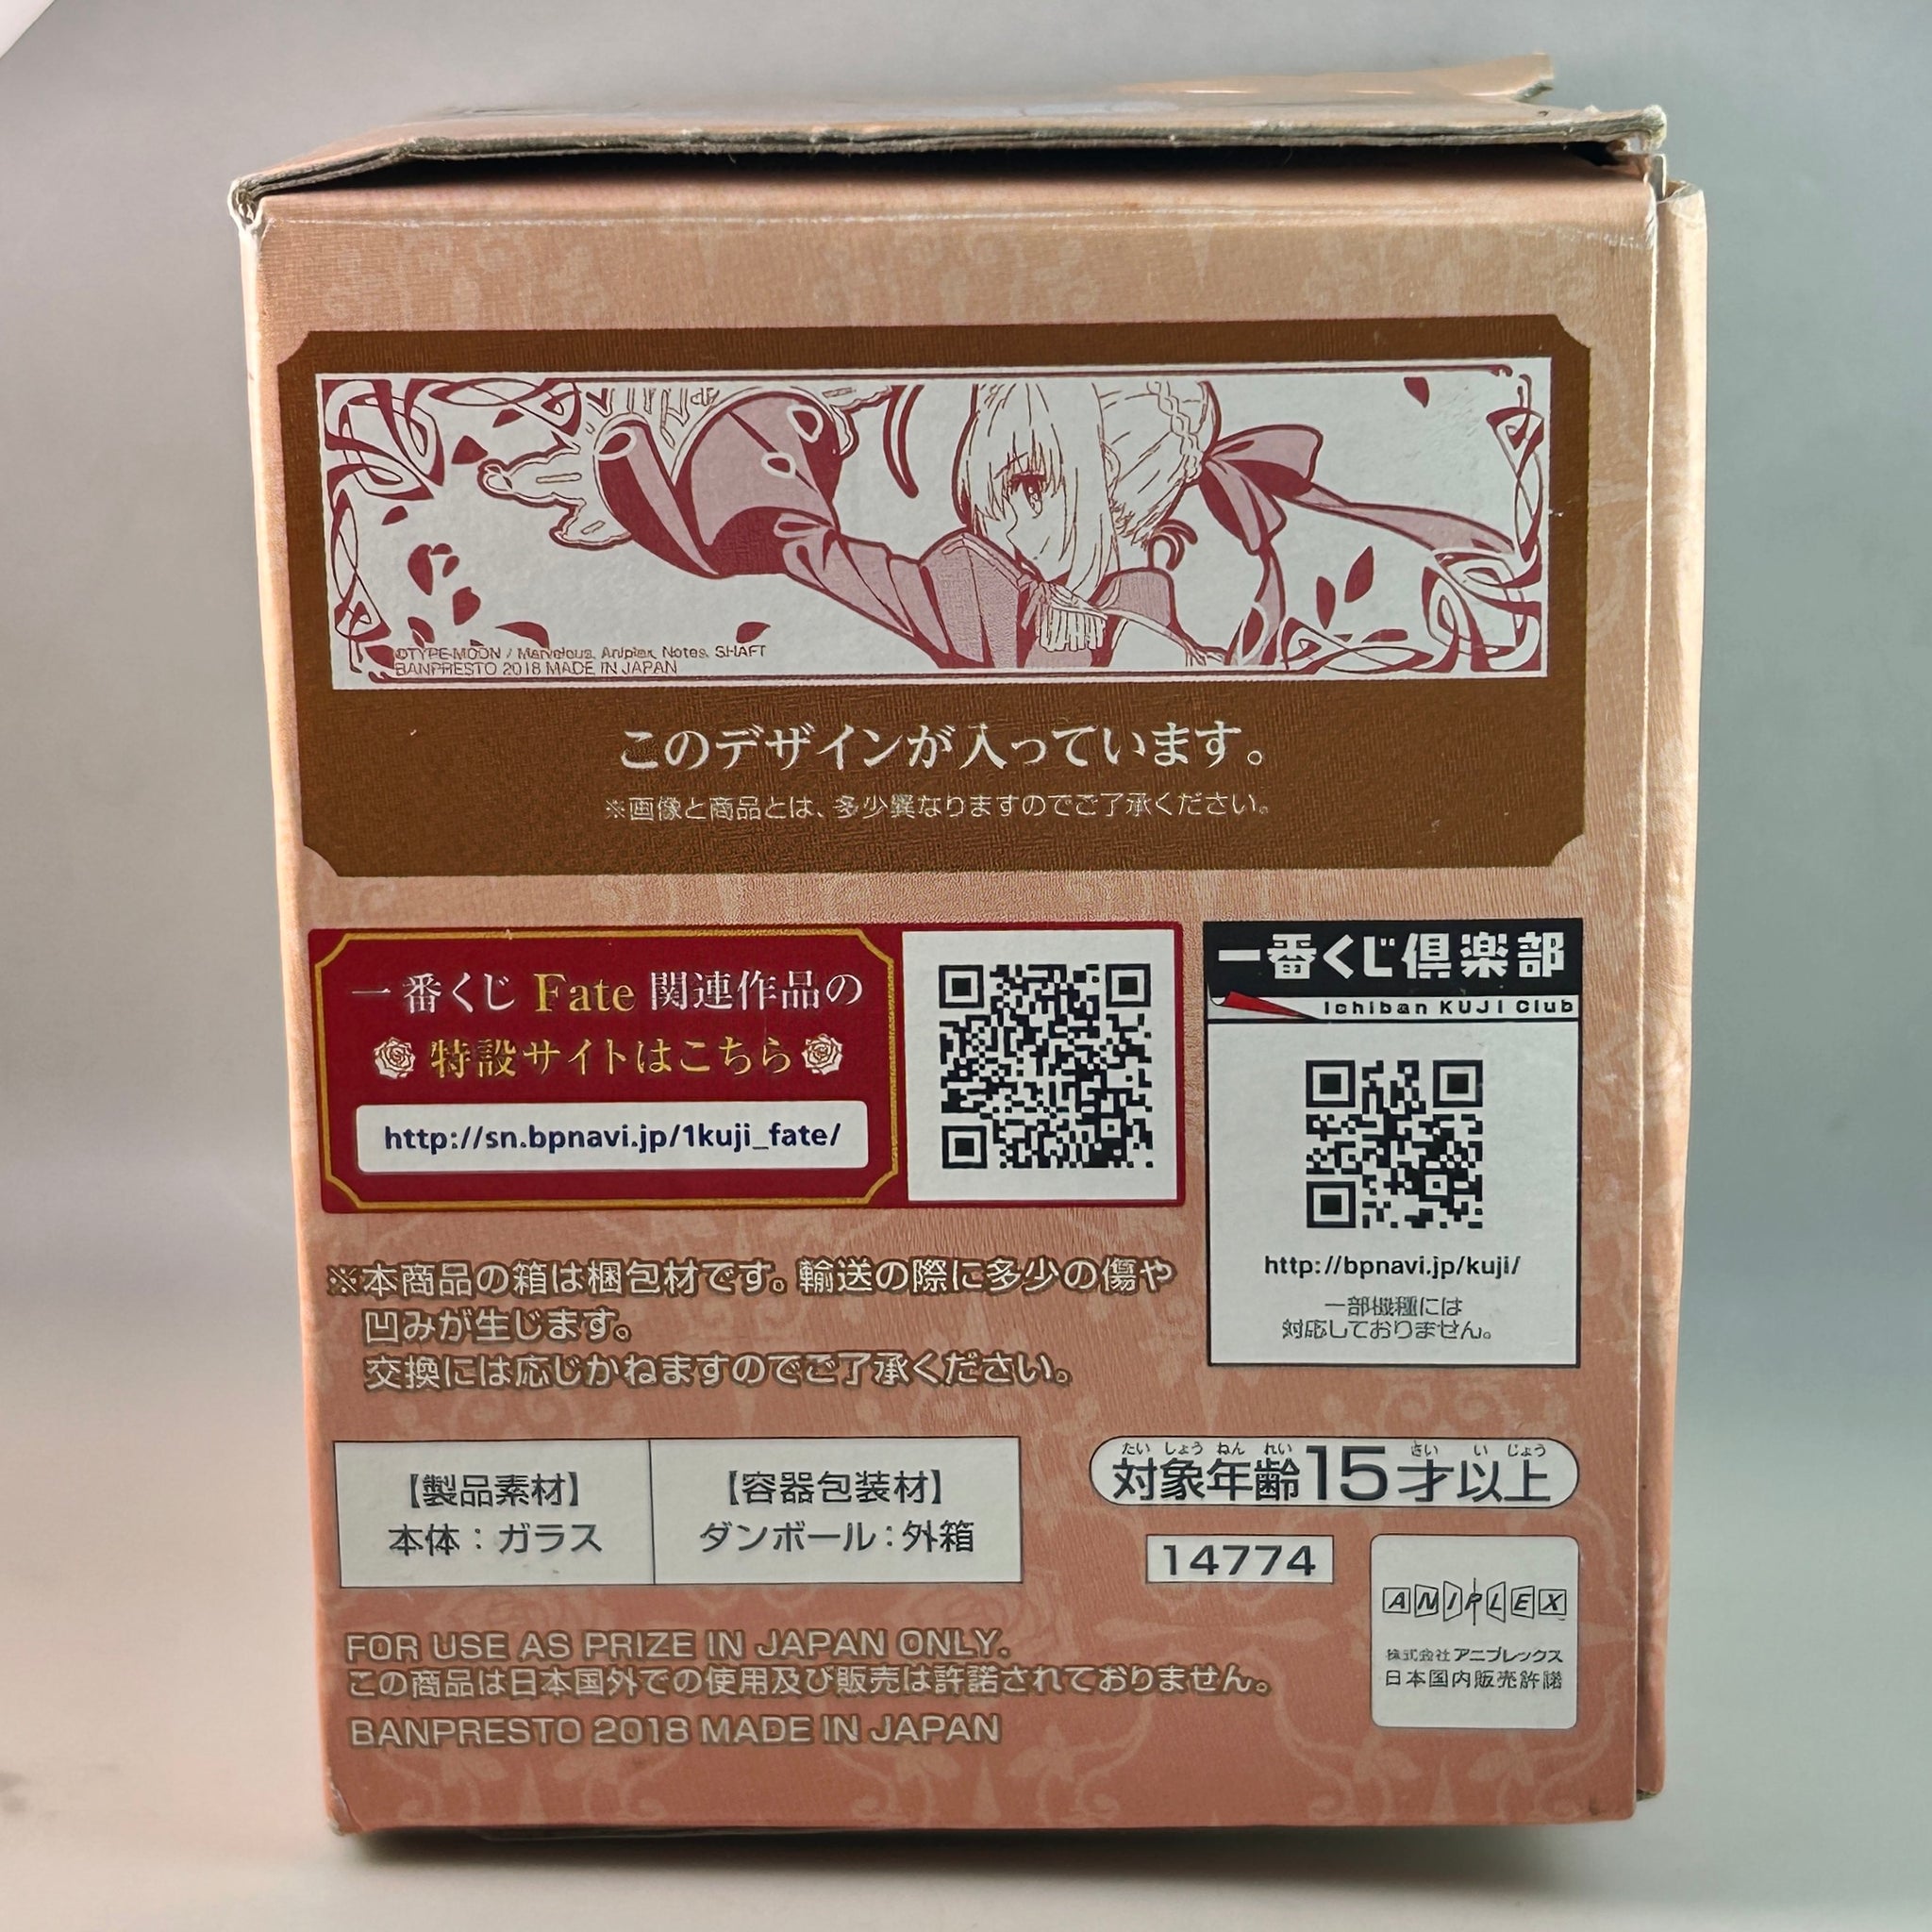 ©TYPE-MOON / Marvelous, Aniplex, Notes, SHAFT
BANPRESTO 2018 MADE IN JAPAN
このデザインが入っています。
※画像と商品とは、多少異なりますのでご了承ください。
一番くじ Fate 関連作品の
特設サイトはこちら
http://sn.bpnavi.jp/1kuji_fate/
一番くじ倶楽部
Ichiban KUJI Club
http://bpnavi.jp/kuji/
一部機種には
対応しておりません。
※本商品の箱は梱包材です。輸送の際に多少の傷や
凹みが生じます。
交換には応じかねますのでご了承ください。
【製品素材】
本体：ガラス
【容器包装材】
ダンボール：外箱
たいしょうねんれい さいいじょう
対象年齢15才以上
14774
ANIPLEX
株式会社アニプレックス
日本国内販売許諾
FOR USE AS PRIZE IN JAPAN ONLY.
この商品は日本国外での使用及び販売は許諾されておりません。
BANPRESTO 2018 MADE IN JAPAN